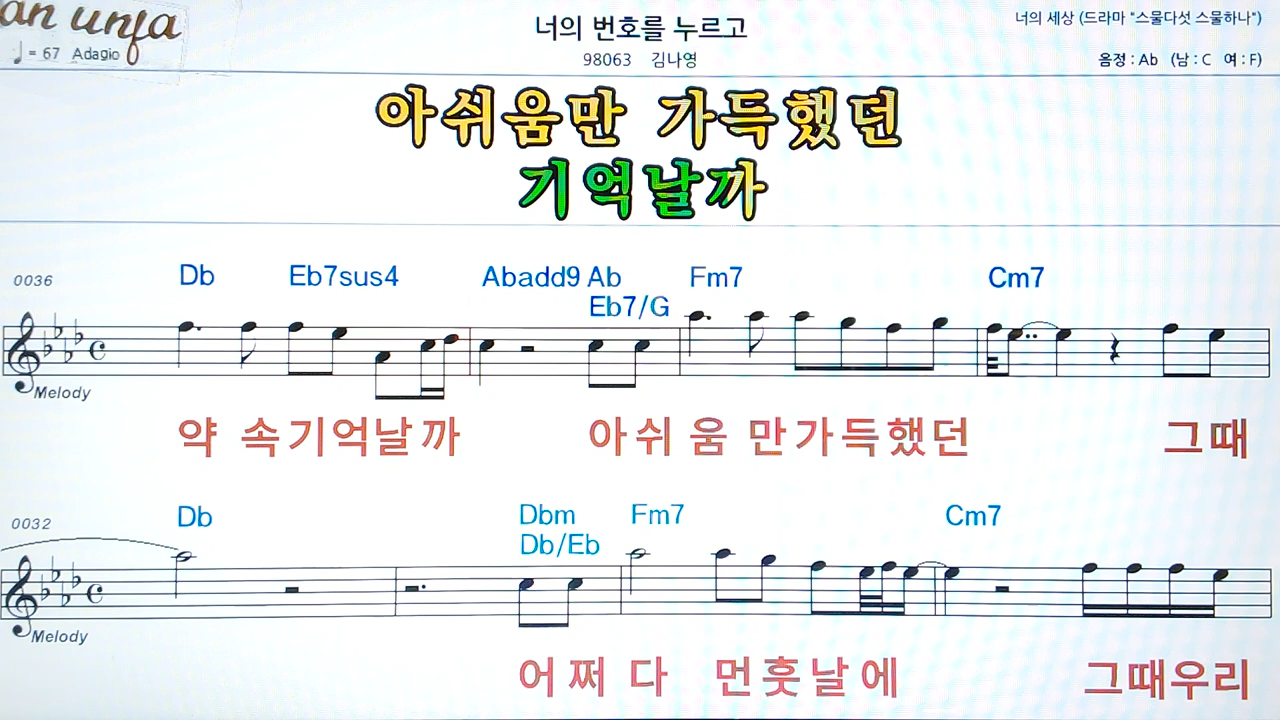 an unfa
너의 번호를 누르고
너의 세상 (드라마 "스물다섯 스물하나")
♩= 67 Adagio
98063 김나영
음정 : Ab (남 : C 여 : F)
아쉬움만 가득했던
기억날까
0036 Db Eb7sus4 Abadd9 Ab Fm7 Cm7
Eb7/G
Melody
약 속기억날까 아쉬 움 만가득했던 그때
0032 Db Dbm Fm7 Cm7
Db/Eb
Melody
어쩌 다 먼훗날에 그때우리